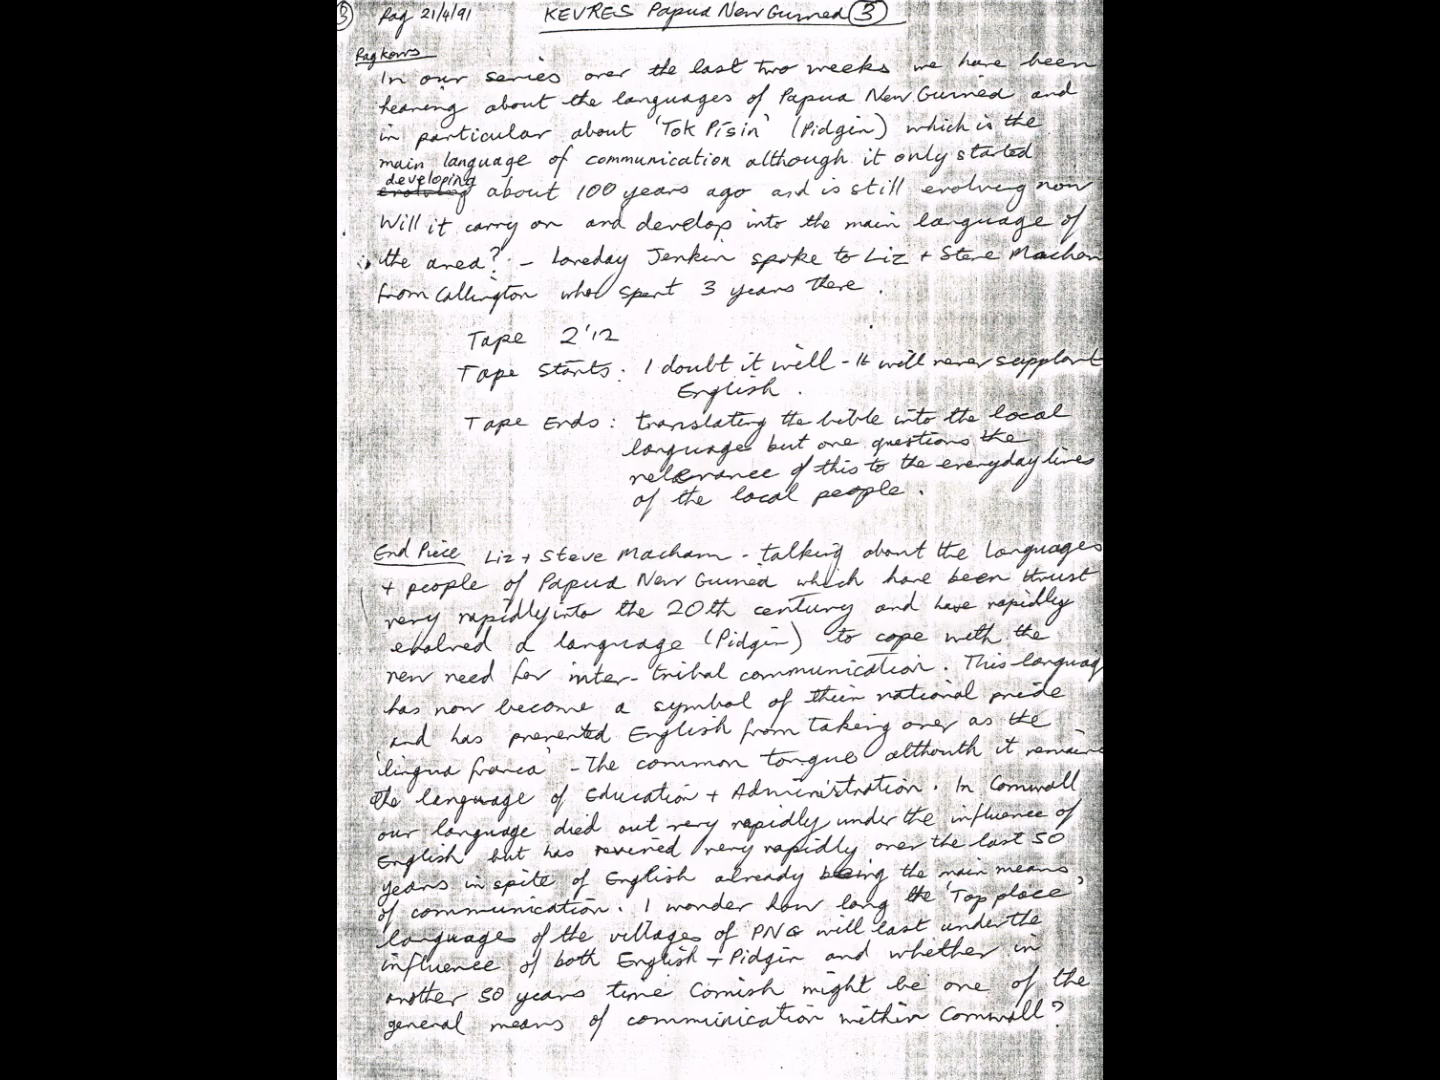 3 Rag 21/4/91 KEVRES Papua New Guinea 3
Ragkows
In our series over the last two weeks we have been
hearing about the languages of Papua New Guinea and
in particular about 'Tok Pisin' (Pidgin) which is the
main language of communication although it only started
developing
evolving about 100 years ago and is still evolving now
Will it carry on and develop into the main language of
the area? - Loveday Jenkin spoke to Liz + Steve Macham
from Callington who spent 3 years there.
Tape 2'12
Tape Starts: I doubt it will - It will never supplant
English.
Tape Ends: translating the bible into the local
language but one questions the
relevance of this to the everyday lives
of the local people.
End Piece Liz + Steve Macham - talking about the languages
+ people of Papua New Guinea which have been thrust
very rapidly into the 20th century and have rapidly
evolved a language (Pidgin) to cope with the
new need for inter-tribal communication. This languag
has now become a symbol of their national pride
and has prevented English from taking over as the
'lingua franca' - The common tongue althouth it remains
the language of Education + Administration. In Cornwall
our language died out very rapidly under the influence of
English but has revived very rapidly over the last 50
years in spite of English already being the main means
of communication. I wonder how long the 'Top place'
languages of the villages of PNG will last under the
influence of both English + Pidgin and whether in
another 50 years time Cornish might be one of the
general means of communication within Cornwall?